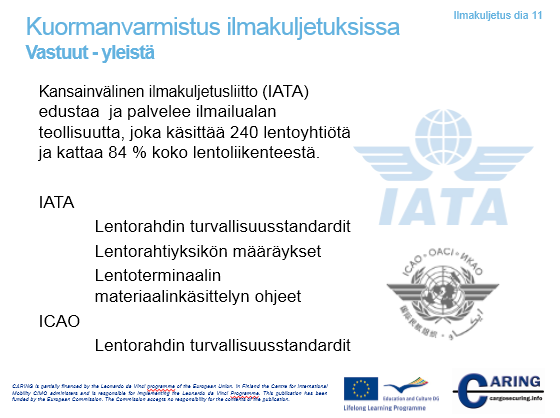 Ilmakuljetus dia 11
Kuormanvarmistus ilmakuljetuksissa
Vastuut - yleistä
Kansainvälinen ilmakuljetusliitto (IATA)
edustaa ja palvelee ilmailualan
teollisuutta, joka käsittää 240 lentoyhtiötä
ja kattaa 84 % koko lentoliikenteestä.
IATA
Lentorahdin turvallisuusstandardit
Lentorahtiyksikön määräykset
Lentoterminaalin
materiaalinkäsittelyn ohjeet
ICAO
Lentorahdin turvallisuusstandardit
IATA
ICAO • OACI • ИКАО
CARING is partially financed by the Leonardo da Vinci programme of the European Union. In Finland the Centre for International
Mobility CIMO administers and is responsible for implementing the Leonardo da Vinci Programme. This publication has been
funded by the European Commission. The Commission accepts no responsibility for the contents of the publication.
Education and Culture DG
Lifelong Learning Programme
CARING
cargosecuring.info